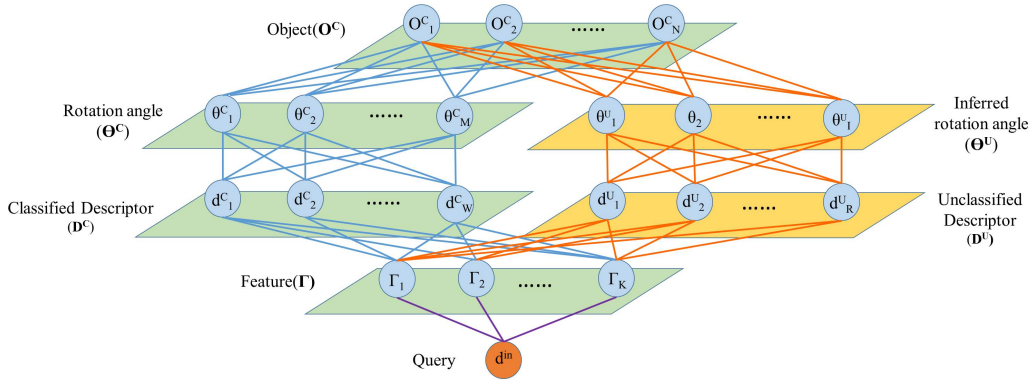 Object(O^C)
O^C_1 O^C_2 ...... O^C_N
Rotation angle
(Θ^C)
θ^C_1 θ^C_2 ...... θ^C_M
θ^U_1 θ_2 ...... θ^U_I
Inferred
rotation angle
(Θ^U)
Classified Descriptor
(D^C)
d^C_1 d^C_2 ...... d^C_W
d^U_1 d^U_2 ...... d^U_R
Unclassified
Descriptor
(D^U)
Feature(Γ)
Γ_1 Γ_2 ...... Γ_K
Query
d^in